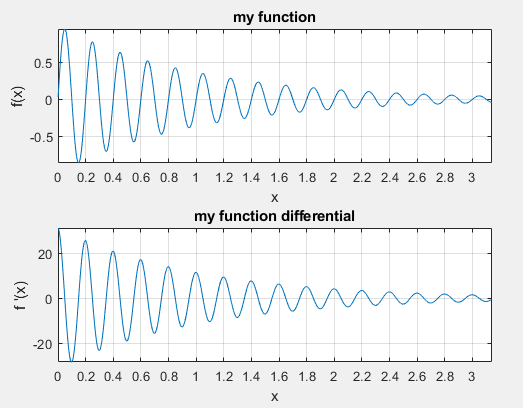 my function
0.5
0
-0.5
f(x)
0 0.2 0.4 0.6 0.8 1 1.2 1.4 1.6 1.8 2 2.2 2.4 2.6 2.8 3
x
my function differential
20
0
-20
f '(x)
0 0.2 0.4 0.6 0.8 1 1.2 1.4 1.6 1.8 2 2.2 2.4 2.6 2.8 3
x